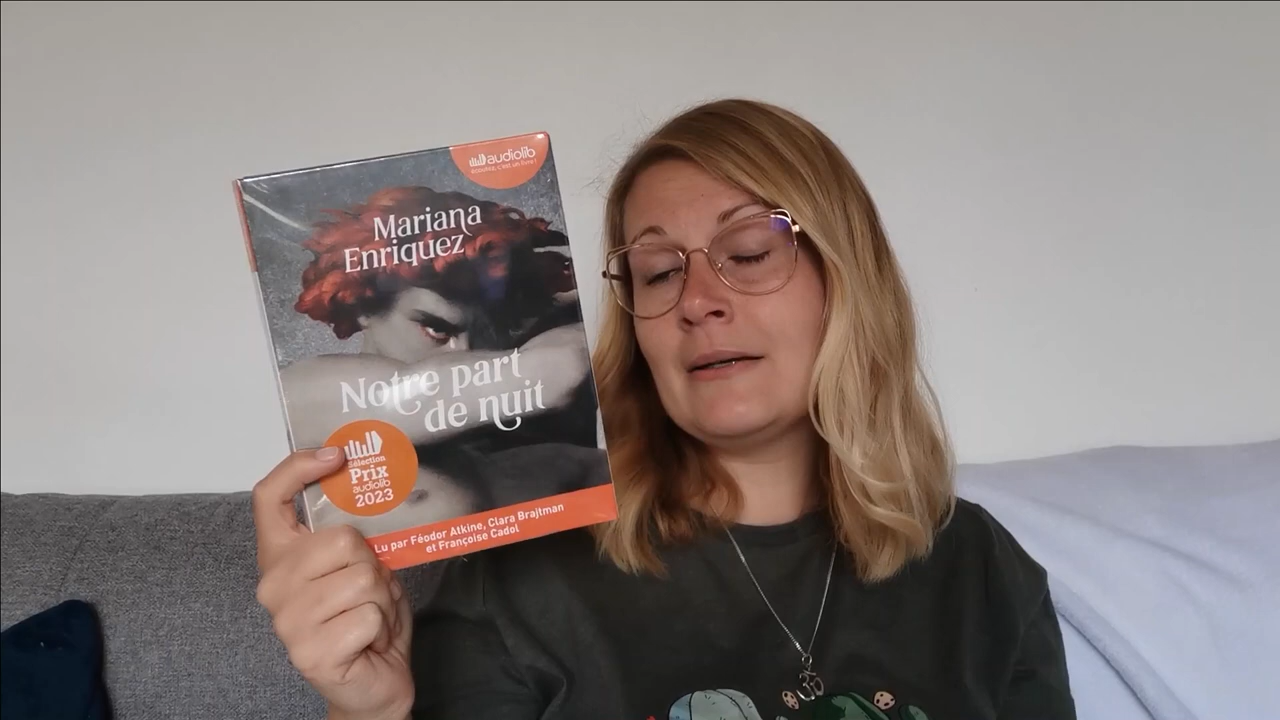 audiolib
écoutez, c'est un livre !
Mariana
Enriquez
Notre part
de nuit
Sélection
Prix
audiolib
2023
Lu par Féodor Atkine, Clara Brajtman
et Françoise Cadol